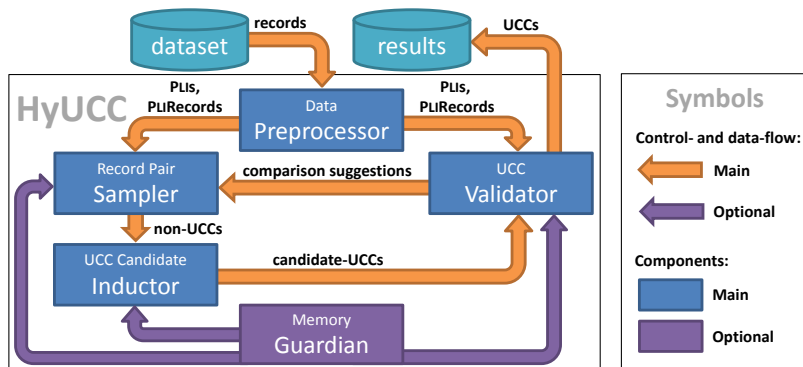 dataset
records
results
UCCs
HyUCC
PLIs,
PLIRecords
Data
Preprocessor
PLIs,
PLIRecords
Record Pair
Sampler
comparison suggestions
UCC
Validator
non-UCCs
UCC Candidate
Inductor
candidate-UCCs
Memory
Guardian
Symbols
Control- and data-flow:
Main
Optional
Components:
Main
Optional